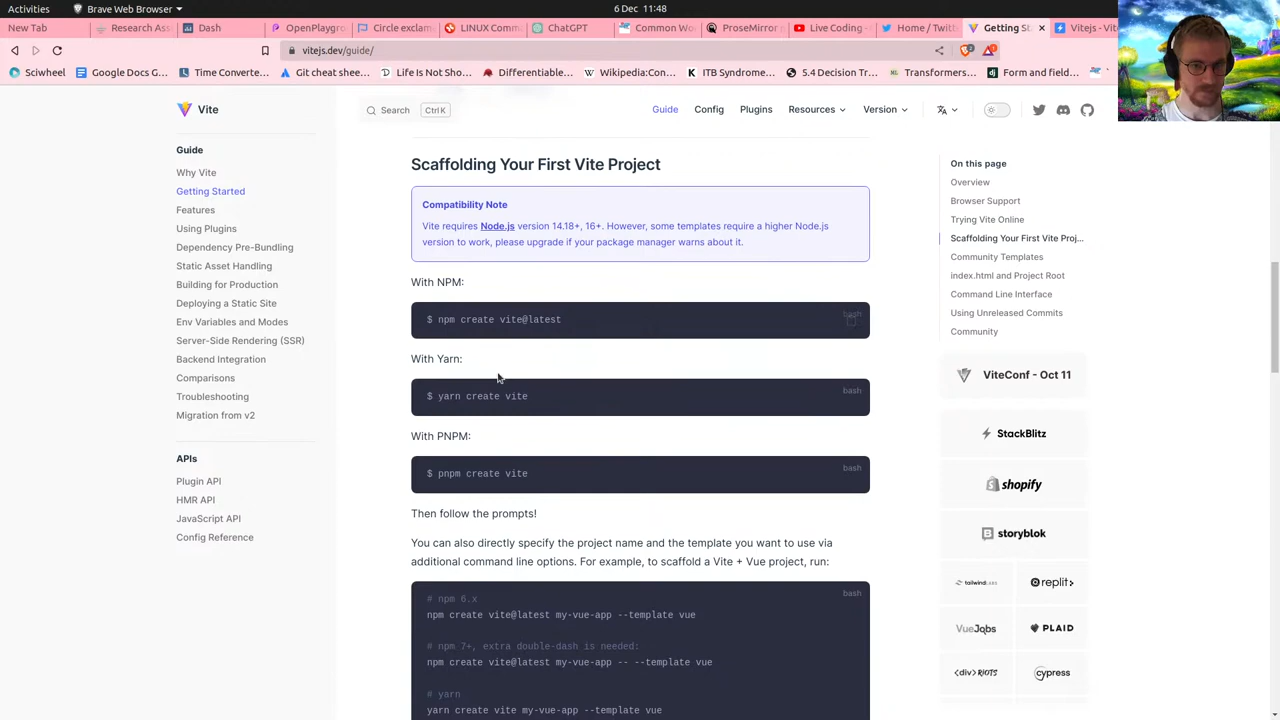 Activities
Brave Web Browser
6 Dec 11:48
New Tab
Research Ass
Dash
OpenPlaygro
Circle exclam
LINUX Comm
ChatGPT
Common Wo
ProseMirror
5 Canonical
Home / Twitt
Getting St
Vitejs - Vit
vitejs.dev/guide/
Sciwheel
Google Docs G...
Time Converte...
Git cheat shee...
Life Is Not Shor...
Differentiable...
Wikipedia:Con...
ITB Syndrome...
5.4 Decision Tr...
Transformers...
Form and field...
Vite
Search
Ctrl K
Guide
Config
Plugins
Resources
Version
Guide
Why Vite
Getting Started
Features
Using Plugins
Dependency Pre-Bundling
Static Asset Handling
Building for Production
Deploying a Static Site
Env Variables and Modes
Server-Side Rendering (SSR)
Backend Integration
Comparisons
Troubleshooting
Migration from v2
APIs
Plugin API
HMR API
JavaScript API
Config Reference
Scaffolding Your First Vite Project
Compatibility Note
Vite requires Node.js version 14.18+, 16+. However, some templates require a higher Node.js
version to work, please upgrade if your package manager warns about it.
With NPM:
bash
$ npm create vite@latest
With Yarn:
bash
$ yarn create vite
With PNPM:
bash
$ pnpm create vite
Then follow the prompts!
You can also directly specify the project name and the template you want to use via
additional command line options. For example, to scaffold a Vite + Vue project, run:
bash
# npm 6.x
npm create vite@latest my-vue-app --template vue
# npm 7+, extra double-dash is needed:
npm create vite@latest my-vue-app -- --template vue
# yarn
yarn create vite my-vue-app --template vue
On this page
Overview
Browser Support
Trying Vite Online
Scaffolding Your First Vite Proj...
Community Templates
index.html and Project Root
Command Line Interface
Using Unreleased Commits
Community
ViteConf - Oct 11
StackBlitz
shopify
storyblok
tailwindLABS
replit
VueJobs
PLAID
<div>RIOTS
cypress